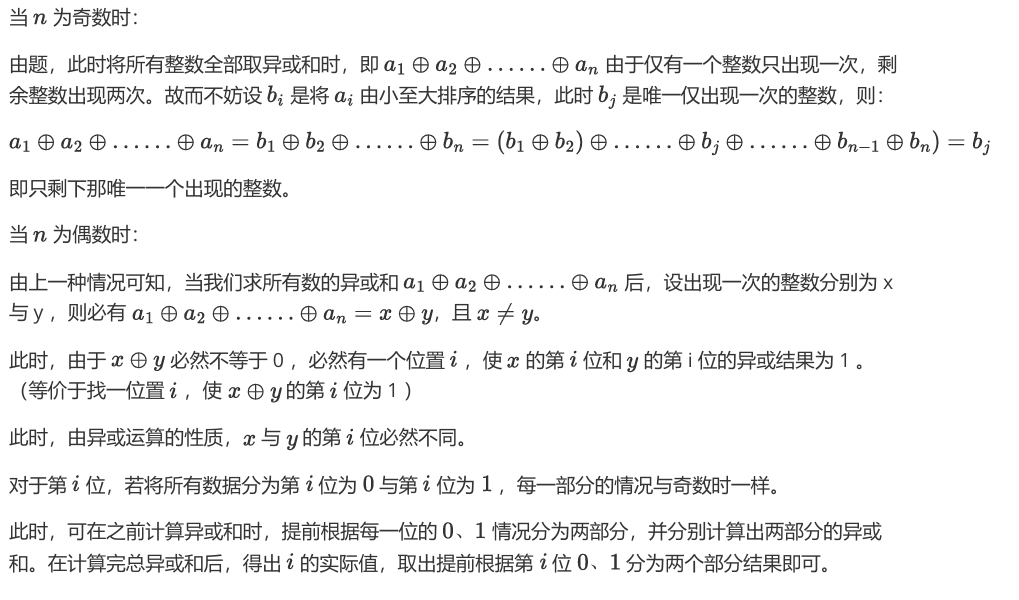 当 n 为奇数时：
由题，此时将所有整数全部取异或和时，即 a₁ ⊕ a₂ ⊕ ...... ⊕ aₙ 由于仅有一个整数只出现一次，剩
余整数出现两次。故而不妨设 bᵢ 是将 aᵢ 由小至大排序的结果，此时 bⱼ 是唯一仅出现一次的整数，则：
a₁ ⊕ a₂ ⊕ ...... ⊕ aₙ = b₁ ⊕ b₂ ⊕ ...... ⊕ bₙ = (b₁ ⊕ b₂) ⊕ ...... ⊕ bⱼ ⊕ ...... ⊕ bₙ₋₁ ⊕ bₙ) = bⱼ
即只剩下那唯一一个出现的整数。
当 n 为偶数时：
由上一种情况可知，当我们求所有数的异或和 a₁ ⊕ a₂ ⊕ ...... ⊕ aₙ 后，设出现一次的整数分别为 x
与 y ，则必有 a₁ ⊕ a₂ ⊕ ...... ⊕ aₙ = x ⊕ y，且 x ≠ y。
此时，由于 x ⊕ y 必然不等于 0 ，必然有一个位置 i ，使 x 的第 i 位和 y 的第 i 位的异或结果为 1 。
（等价于找一位置 i ，使 x ⊕ y 的第 i 位为 1 ）
此时，由异或运算的性质，x 与 y 的第 i 位必然不同。
对于第 i 位，若将所有数据分为第 i 位为 0 与第 i 位为 1 ，每一部分的情况与奇数时一样。
此时，可在之前计算异或和时，提前根据每一位的 0、1 情况分为两部分，并分别计算出两部分的异或
和。在计算完总异或和后，得出 i 的实际值，取出提前根据第 i 位 0、1 分为两个部分结果即可。